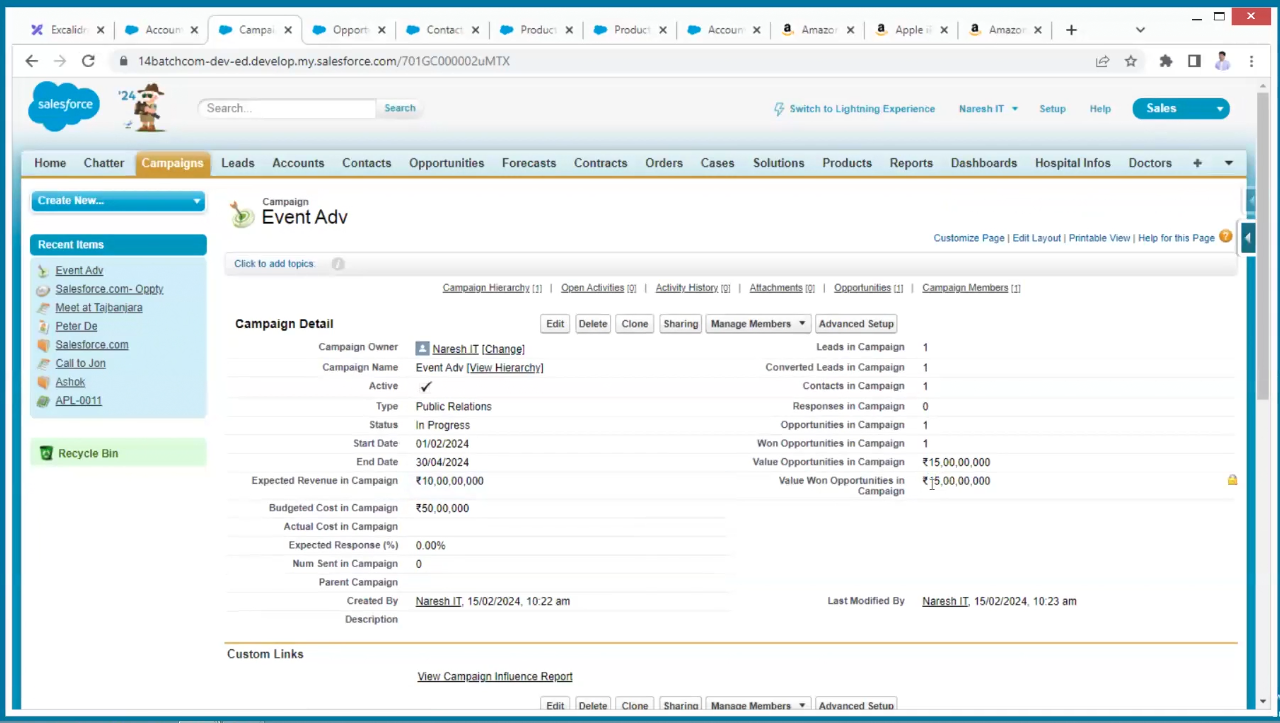 Excalidr
Accoun
Campai
Opport
Contact
Product
Product
Accoun
Amazon
Apple i
Amazon
14batchcom-dev-ed.develop.my.salesforce.com/701GC000002uMTX
salesforce
'24
Search...
Search
Switch to Lightning Experience
Naresh IT
Setup
Help
Sales
Home
Chatter
Campaigns
Leads
Accounts
Contacts
Opportunities
Forecasts
Contracts
Orders
Cases
Solutions
Products
Reports
Dashboards
Hospital Infos
Doctors
+
Create New...
Recent Items
Event Adv
Salesforce.com- Oppty
Meet at Tajbanjara
Peter De
Salesforce.com
Call to Jon
Ashok
APL-0011
Recycle Bin
Campaign
Event Adv
Customize Page | Edit Layout | Printable View | Help for this Page ?
Click to add topics: i
Campaign Hierarchy [1] | Open Activities [0] | Activity History [0] | Attachments [0] | Opportunities [1] | Campaign Members [1]
Campaign Detail
Edit
Delete
Clone
Sharing
Manage Members
Advanced Setup
Campaign Owner Naresh IT [Change]
Leads in Campaign 1
Campaign Name Event Adv [View Hierarchy]
Converted Leads in Campaign 1
Active ✓
Contacts in Campaign 1
Type Public Relations
Responses in Campaign 0
Status In Progress
Opportunities in Campaign 1
Start Date 01/02/2024
Won Opportunities in Campaign 1
End Date 30/04/2024
Value Opportunities in Campaign ₹15,00,00,000
Expected Revenue in Campaign ₹10,00,00,000
Value Won Opportunities in
Campaign ₹15,00,00,000
Budgeted Cost in Campaign ₹50,00,000
Actual Cost in Campaign
Expected Response (%) 0.00%
Num Sent in Campaign 0
Parent Campaign
Created By Naresh IT, 15/02/2024, 10:22 am
Last Modified By Naresh IT, 15/02/2024, 10:23 am
Description
Custom Links
View Campaign Influence Report
Edit
Delete
Clone
Sharing
Manage Members
Advanced Setup